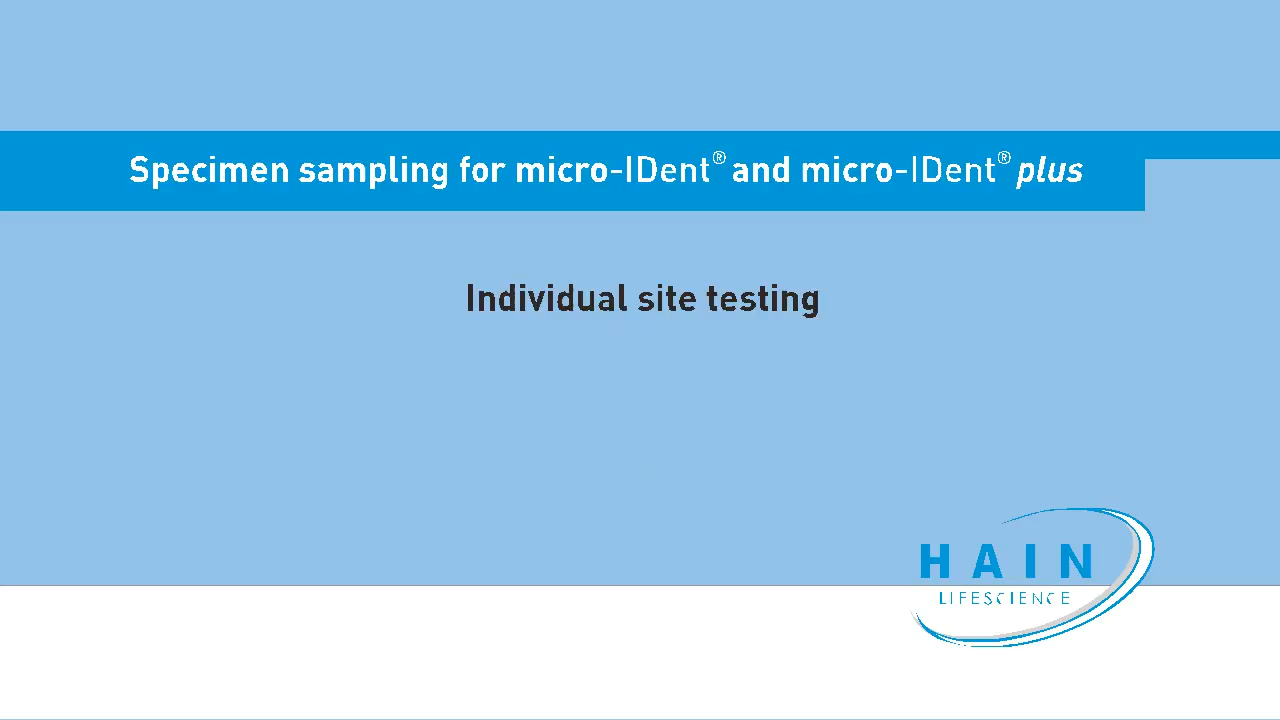 Specimen sampling for micro-IDent® and micro-IDent® plus
Individual site testing
HAIN
LIFESCIENCE